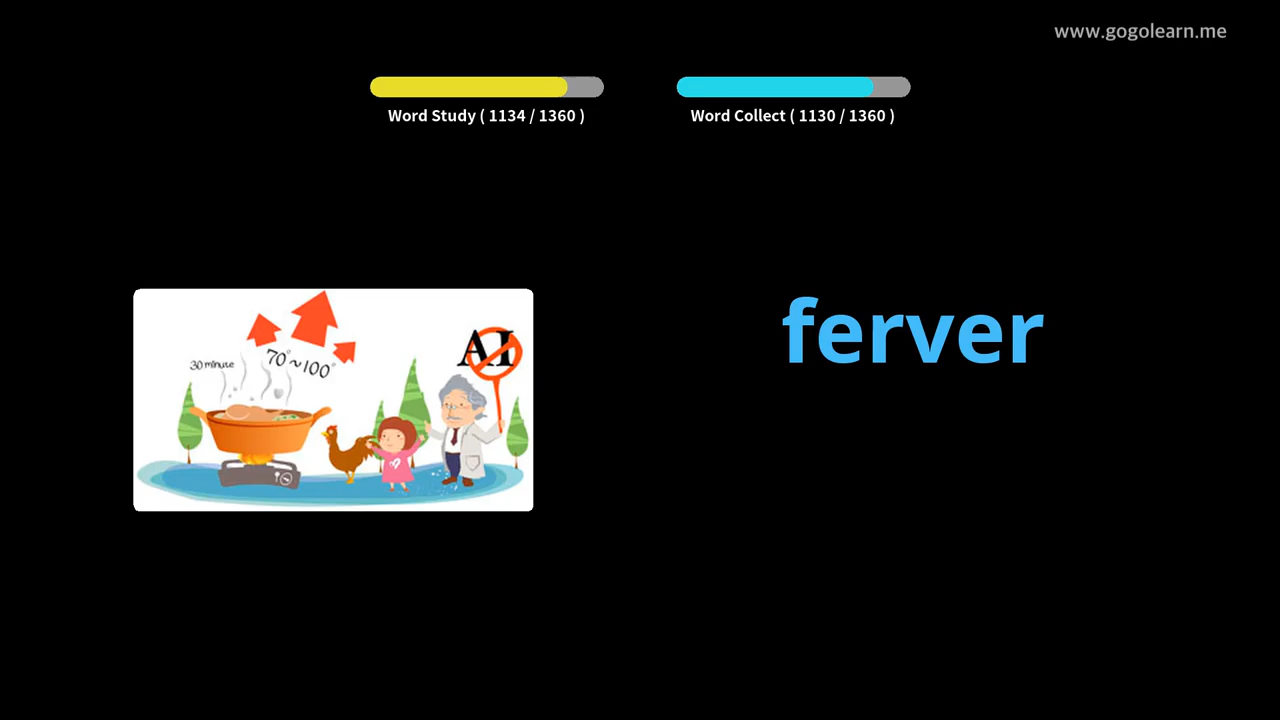 www.gogolearn.me
Word Study ( 1134 / 1360 )
Word Collect ( 1130 / 1360 )
30 minute
70°~100°
AI
ferver